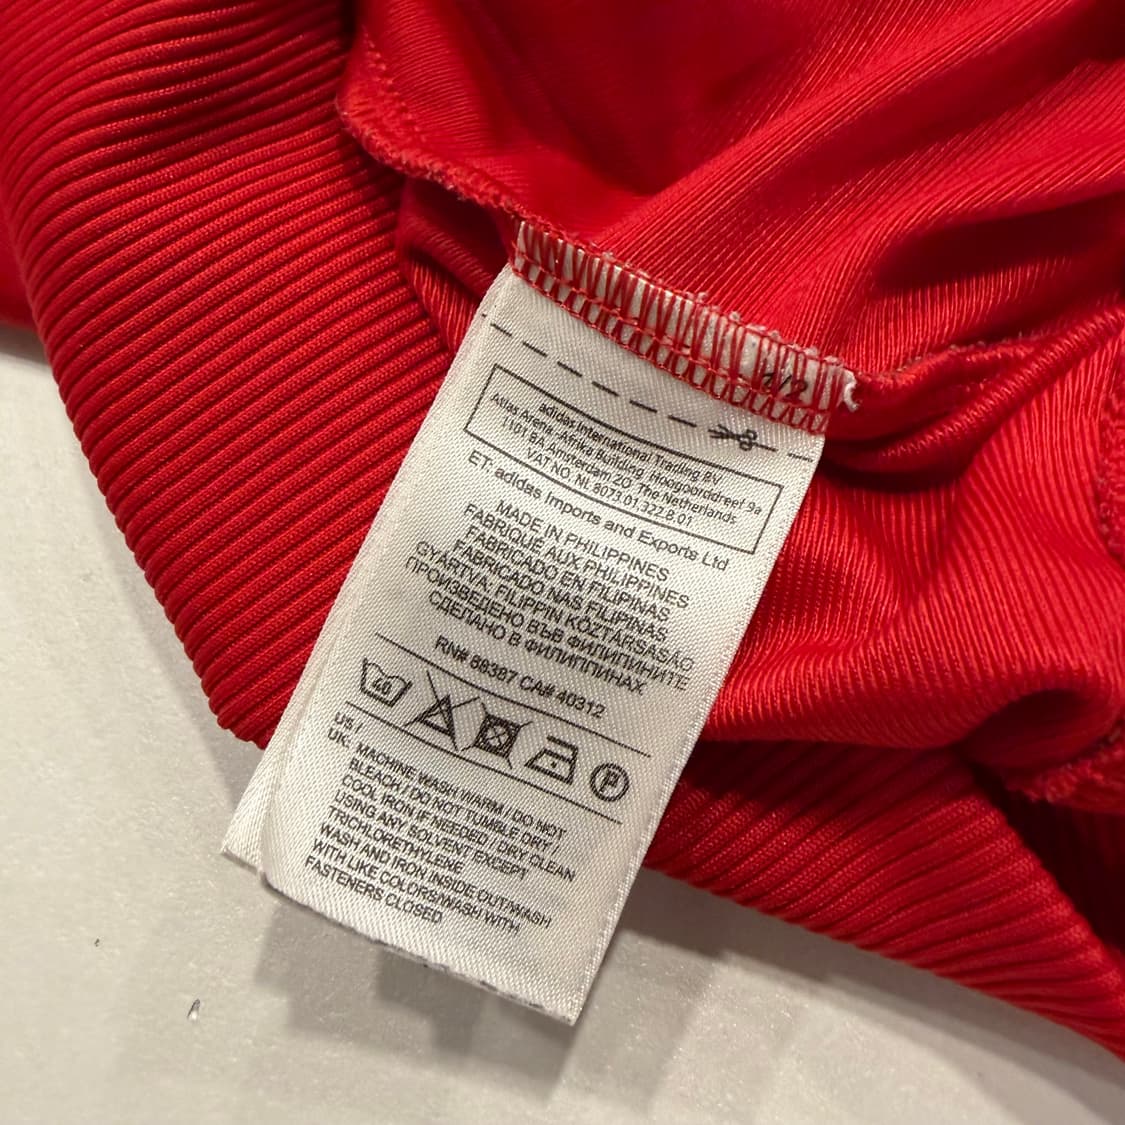 1/2
adidas International Trading BV
Atlas Arena-Afrika Building, Hoogoorddreef 9a
1101 BA, Amsterdam ZO, The Netherlands
VAT NO. NL 8073.01.322.B.01
ET: adidas Imports and Exports Ltd
MADE IN PHILIPPINES
FABRIQUÉ AUX PHILIPPINES
FABRICADO EN FILIPINAS
FABRICADO NAS FILIPINAS
GYÁRTVA: FILIPPIN KÖZTÁRSASÁG
ПРОИЗВЕДЕНО ВЪВ ФИЛИПИНИТЕ
СДЕЛАНО В ФИЛИППИНАХ
RN# 88387 CA# 40312
40
P
US /
UK: MACHINE WASH WARM / DO NOT
BLEACH / DO NOT TUMBLE DRY /
COOL IRON IF NEEDED / DRY CLEAN
USING ANY SOLVENT EXCEPT
TRICHLORETHYLENE
WASH AND IRON INSIDE OUT/WASH
WITH LIKE COLORS/WASH WITH
FASTENERS CLOSED